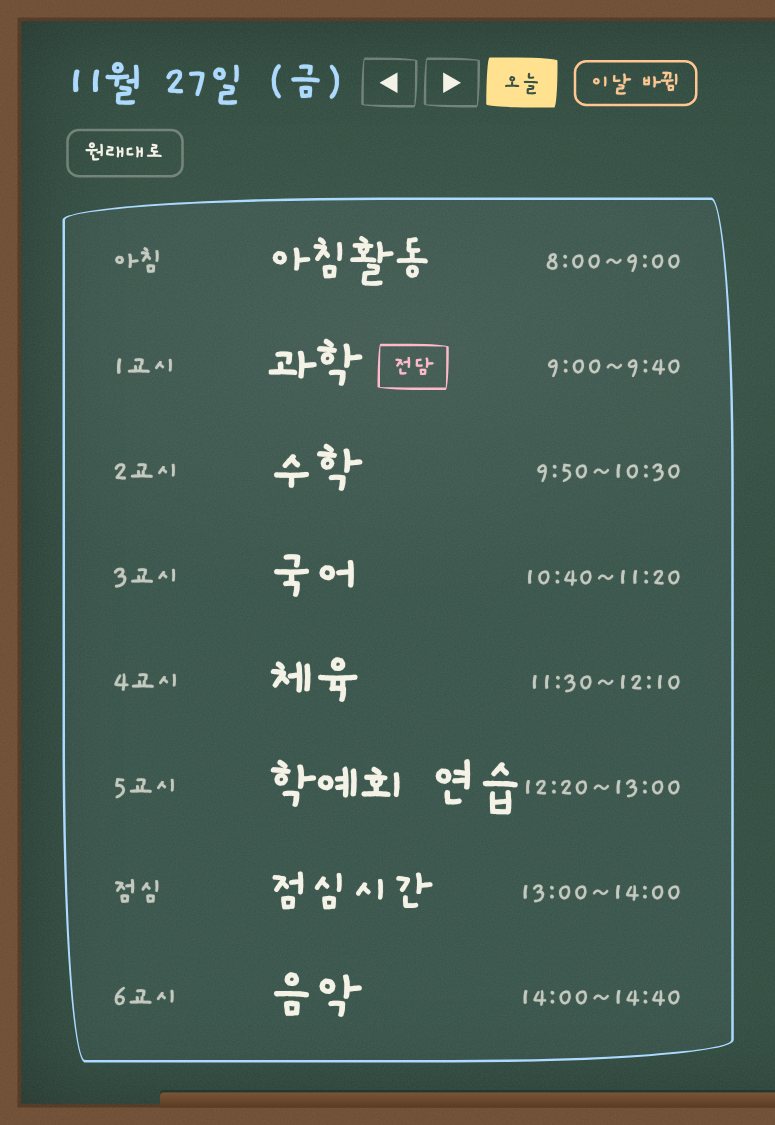 11월 27일 (금) ◀ ▶ 오늘 이날 바뀜
원래대로
아침 아침활동 8:00~9:00
1교시 과학 전담 9:00~9:40
2교시 수학 9:50~10:30
3교시 국어 10:40~11:20
4교시 체육 11:30~12:10
5교시 학예회 연습 12:20~13:00
점심 점심시간 13:00~14:00
6교시 음악 14:00~14:40